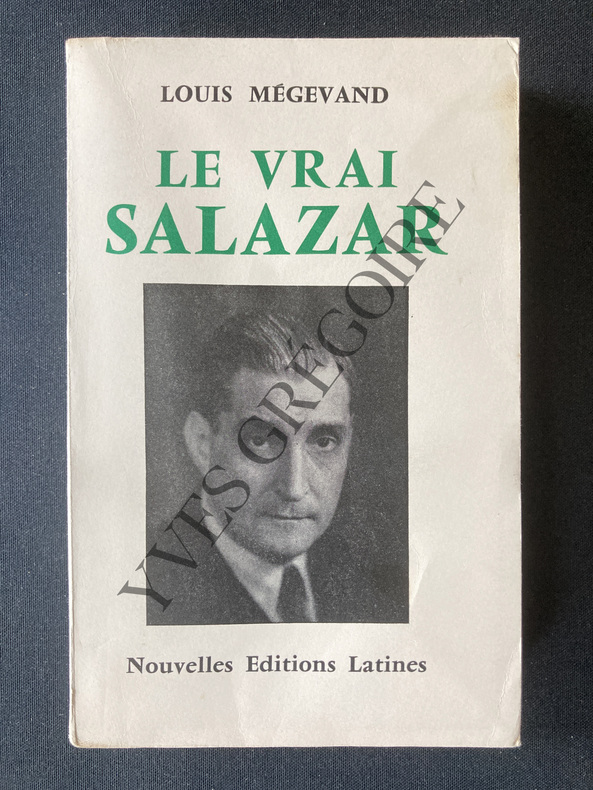 LOUIS MÉGEVAND
LE VRAI
SALAZAR
YVES GRÉGOIRE
Nouvelles Editions Latines